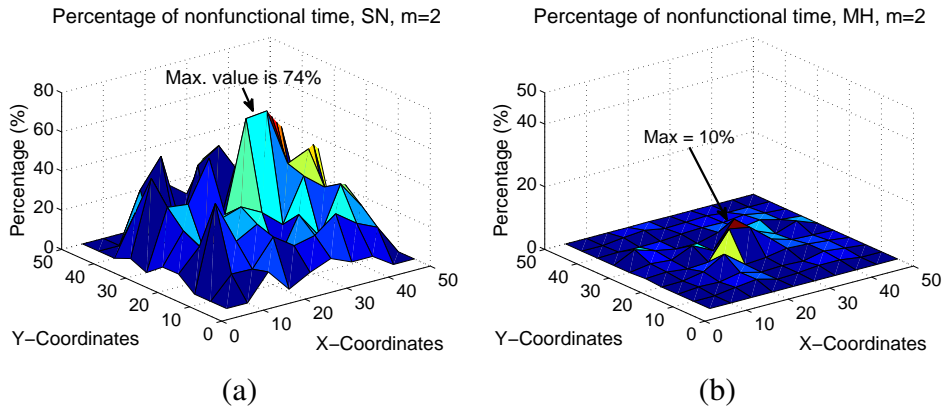 Percentage of nonfunctional time, SN, m=2
Max. value is 74%
Percentage (%)
80
60
40
20
0
50
40
30
20
10
0
Y−Coordinates
0
10
20
30
40
50
X−Coordinates
(a)
Percentage of nonfunctional time, MH, m=2
Max = 10%
Percentage (%)
50
40
20
0
50
40
30
20
10
0
Y−Coordinates
0
10
20
30
40
50
X−Coordinates
(b)